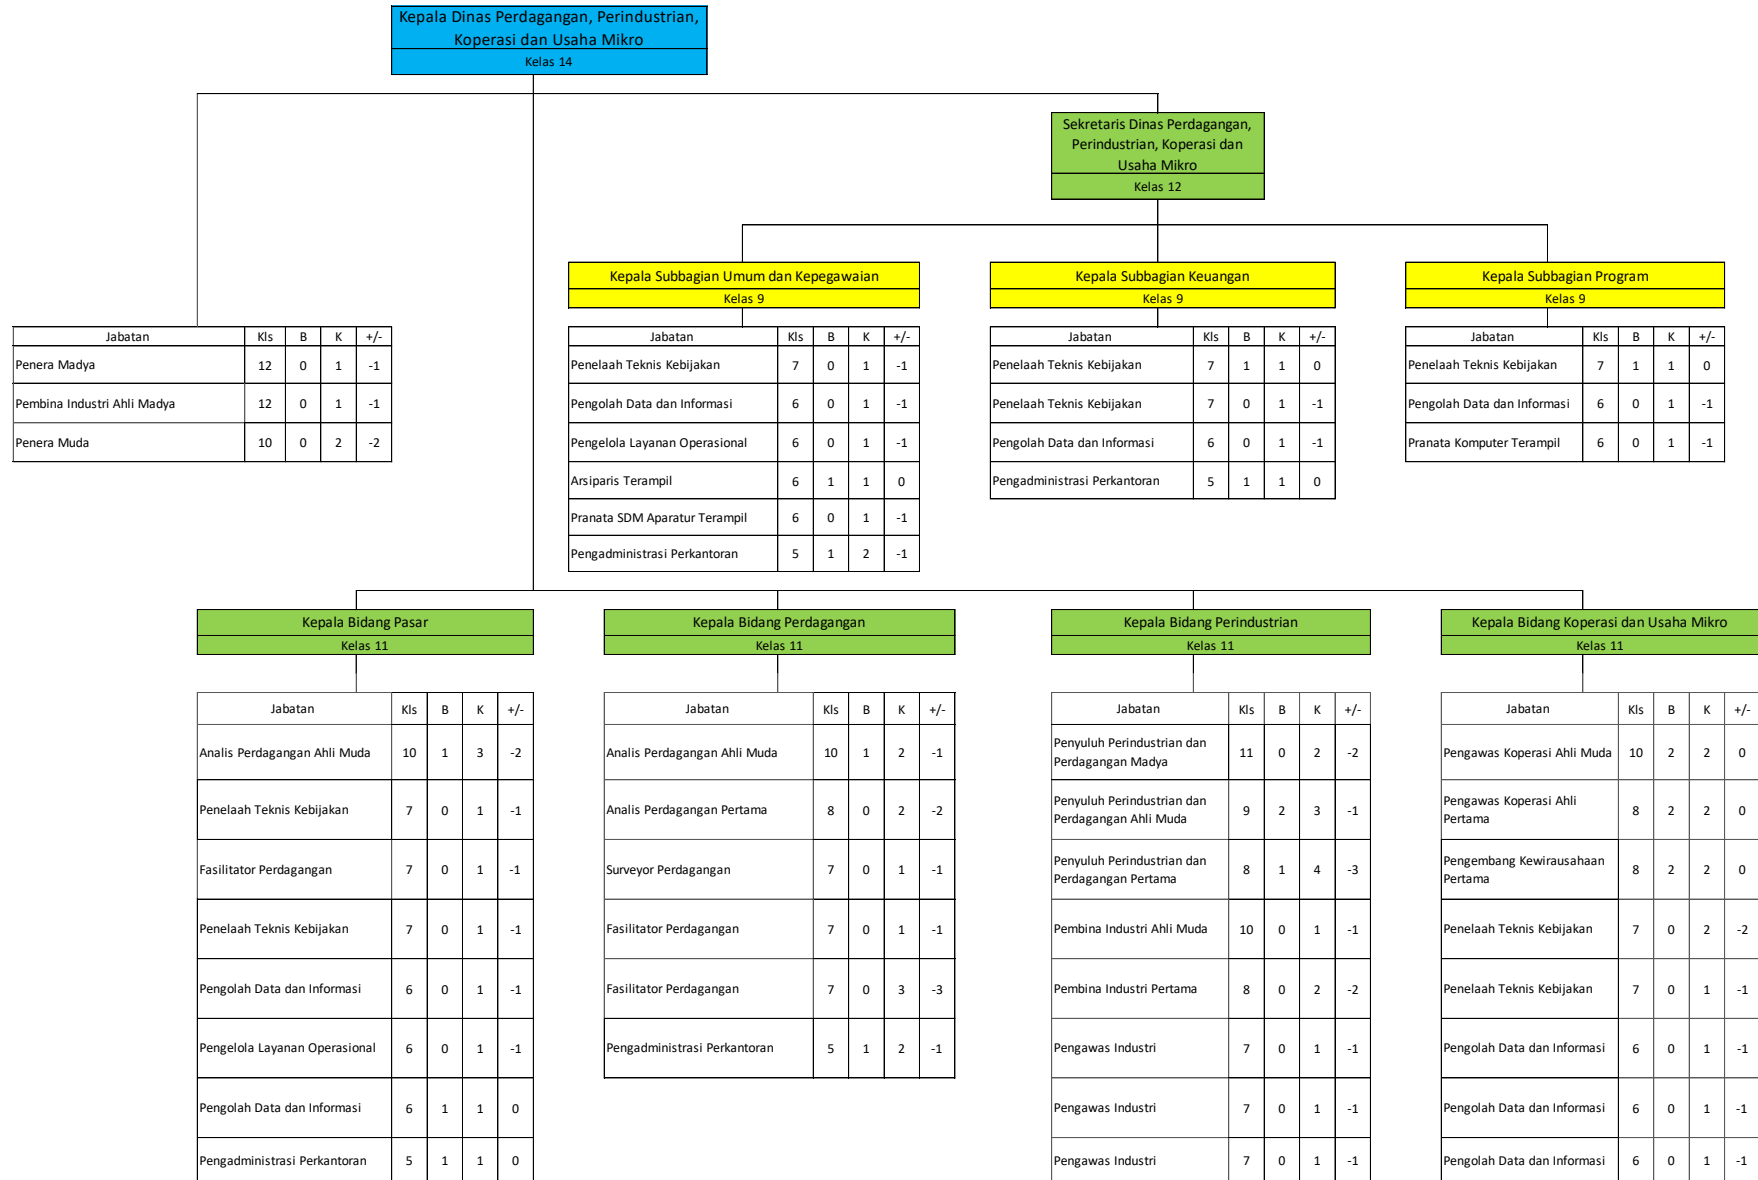 Kepala Dinas Perdagangan, Perindustrian,
Koperasi dan Usaha Mikro
Kelas 14
Sekretaris Dinas Perdagangan,
Perindustrian, Koperasi dan
Usaha Mikro
Kelas 12
Kepala Subbagian Umum dan Kepegawaian
Kelas 9
Kepala Subbagian Keuangan
Kelas 9
Kepala Subbagian Program
Kelas 9
Jabatan Kls B K +/-
Penera Madya 12 0 1 -1
Pembina Industri Ahli Madya 12 0 1 -1
Penera Muda 10 0 2 -2
Jabatan Kls B K +/-
Penelaah Teknis Kebijakan 7 0 1 -1
Pengolah Data dan Informasi 6 0 1 -1
Pengelola Layanan Operasional 6 0 1 -1
Arsiparis Terampil 6 1 1 0
Pranata SDM Aparatur Terampil 6 0 1 -1
Pengadministrasi Perkantoran 5 1 2 -1
Jabatan Kls B K +/-
Penelaah Teknis Kebijakan 7 1 1 0
Penelaah Teknis Kebijakan 7 0 1 -1
Pengolah Data dan Informasi 6 0 1 -1
Pengadministrasi Perkantoran 5 1 1 0
Jabatan Kls B K +/-
Penelaah Teknis Kebijakan 7 1 1 0
Pengolah Data dan Informasi 6 0 1 -1
Pranata Komputer Terampil 6 0 1 -1
Kepala Bidang Pasar
Kelas 11
Jabatan Kls B K +/-
Analis Perdagangan Ahli Muda 10 1 3 -2
Penelaah Teknis Kebijakan 7 0 1 -1
Fasilitator Perdagangan 7 0 1 -1
Penelaah Teknis Kebijakan 7 0 1 -1
Pengolah Data dan Informasi 6 0 1 -1
Pengelola Layanan Operasional 6 0 1 -1
Pengolah Data dan Informasi 6 1 1 0
Pengadministrasi Perkantoran 5 1 1 0
Kepala Bidang Perdagangan
Kelas 11
Jabatan Kls B K +/-
Analis Perdagangan Ahli Muda 10 1 2 -1
Analis Perdagangan Pertama 8 0 2 -2
Surveyor Perdagangan 7 0 1 -1
Fasilitator Perdagangan 7 0 1 -1
Fasilitator Perdagangan 7 0 3 -3
Pengadministrasi Perkantoran 5 1 2 -1
Kepala Bidang Perindustrian
Kelas 11
Jabatan Kls B K +/-
Penyuluh Perindustrian dan
Perdagangan Madya 11 0 2 -2
Penyuluh Perindustrian dan
Perdagangan Ahli Muda 9 2 3 -1
Penyuluh Perindustrian dan
Perdagangan Pertama 8 1 4 -3
Pembina Industri Ahli Muda 10 0 1 -1
Pembina Industri Pertama 8 0 2 -2
Pengawas Industri 7 0 1 -1
Pengawas Industri 7 0 1 -1
Pengawas Industri 7 0 1 -1
Kepala Bidang Koperasi dan Usaha Mikro
Kelas 11
Jabatan Kls B K +/-
Pengawas Koperasi Ahli Muda 10 2 2 0
Pengawas Koperasi Ahli
Pertama 8 2 2 0
Pengembang Kewirausahaan
Pertama 8 2 2 0
Penelaah Teknis Kebijakan 7 0 2 -2
Penelaah Teknis Kebijakan 7 0 1 -1
Pengolah Data dan Informasi 6 0 1 -1
Pengolah Data dan Informasi 6 0 1 -1
Pengolah Data dan Informasi 6 0 1 -1